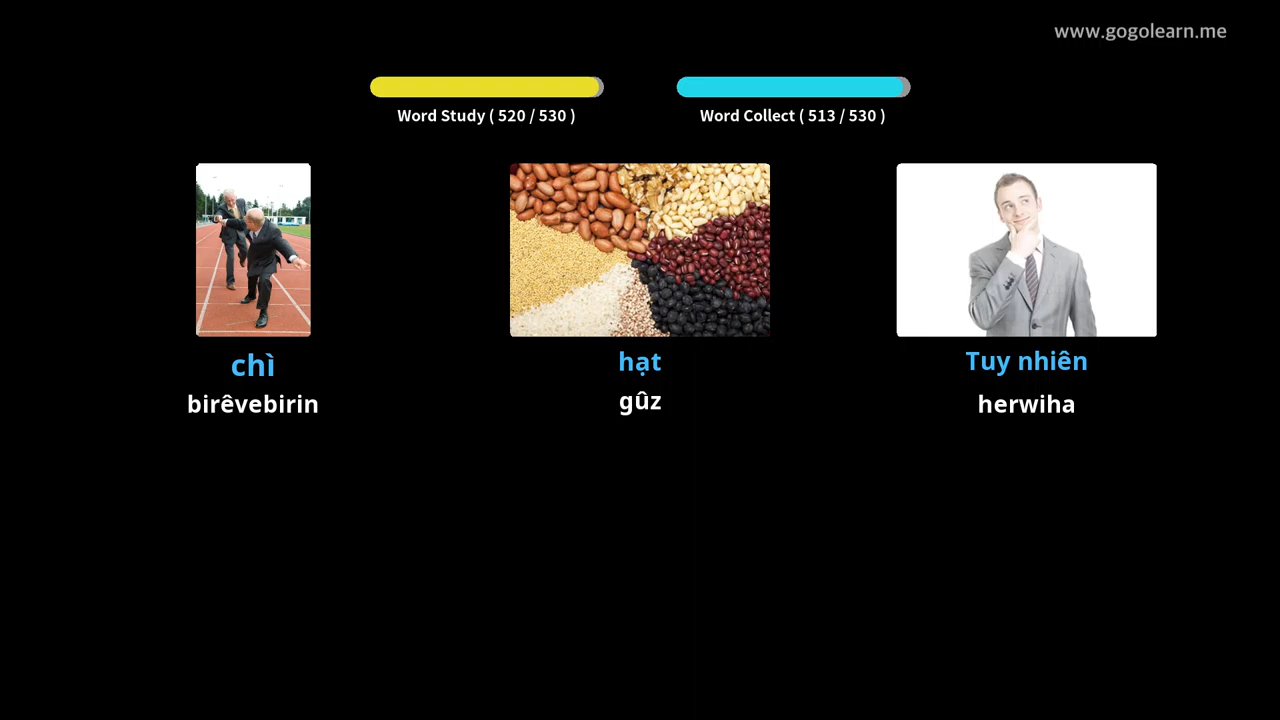 www.gogolearn.me
Word Study ( 520 / 530 )
Word Collect ( 513 / 530 )
chì
birêvebirin
hạt
gûz
Tuy nhiên
herwiha